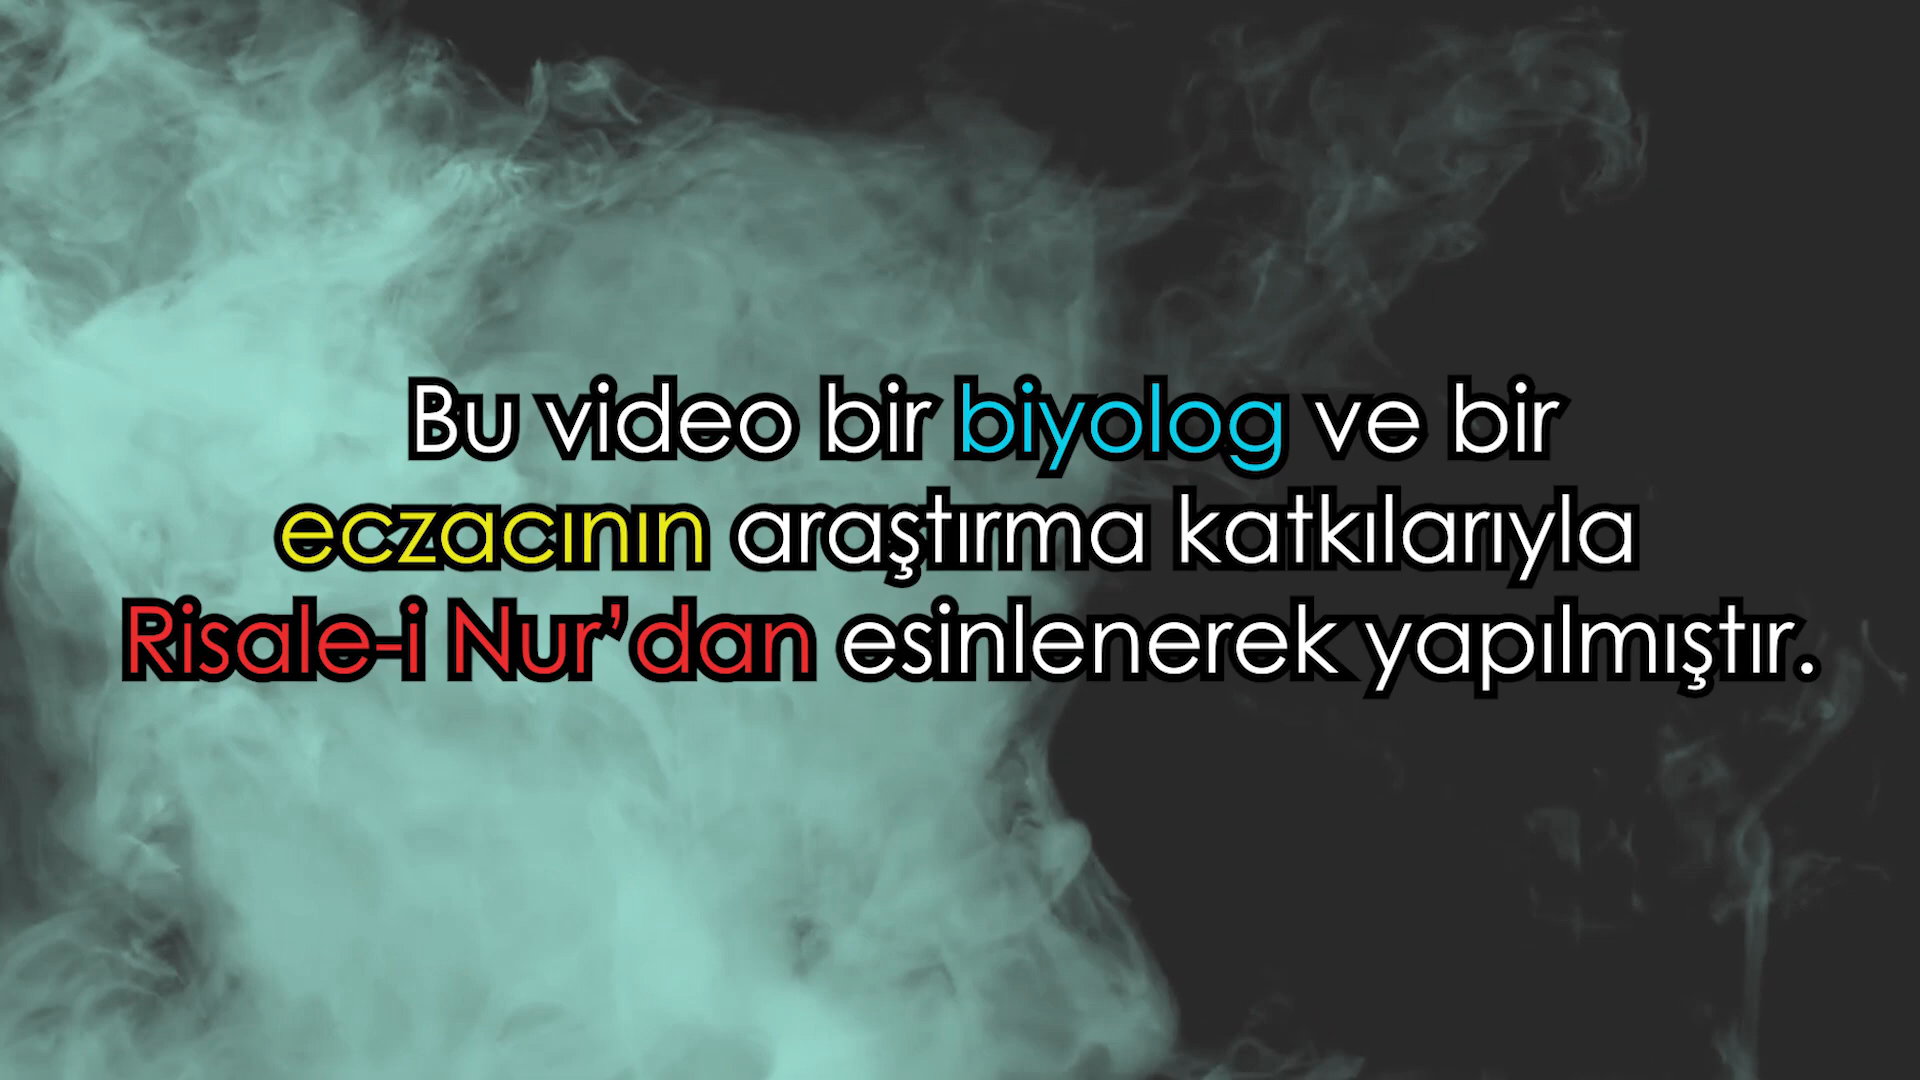 Bu video bir biyolog ve bir
eczacının araştırma katkılarıyla
Risale-i Nur’dan esinlenerek yapılmıştır.